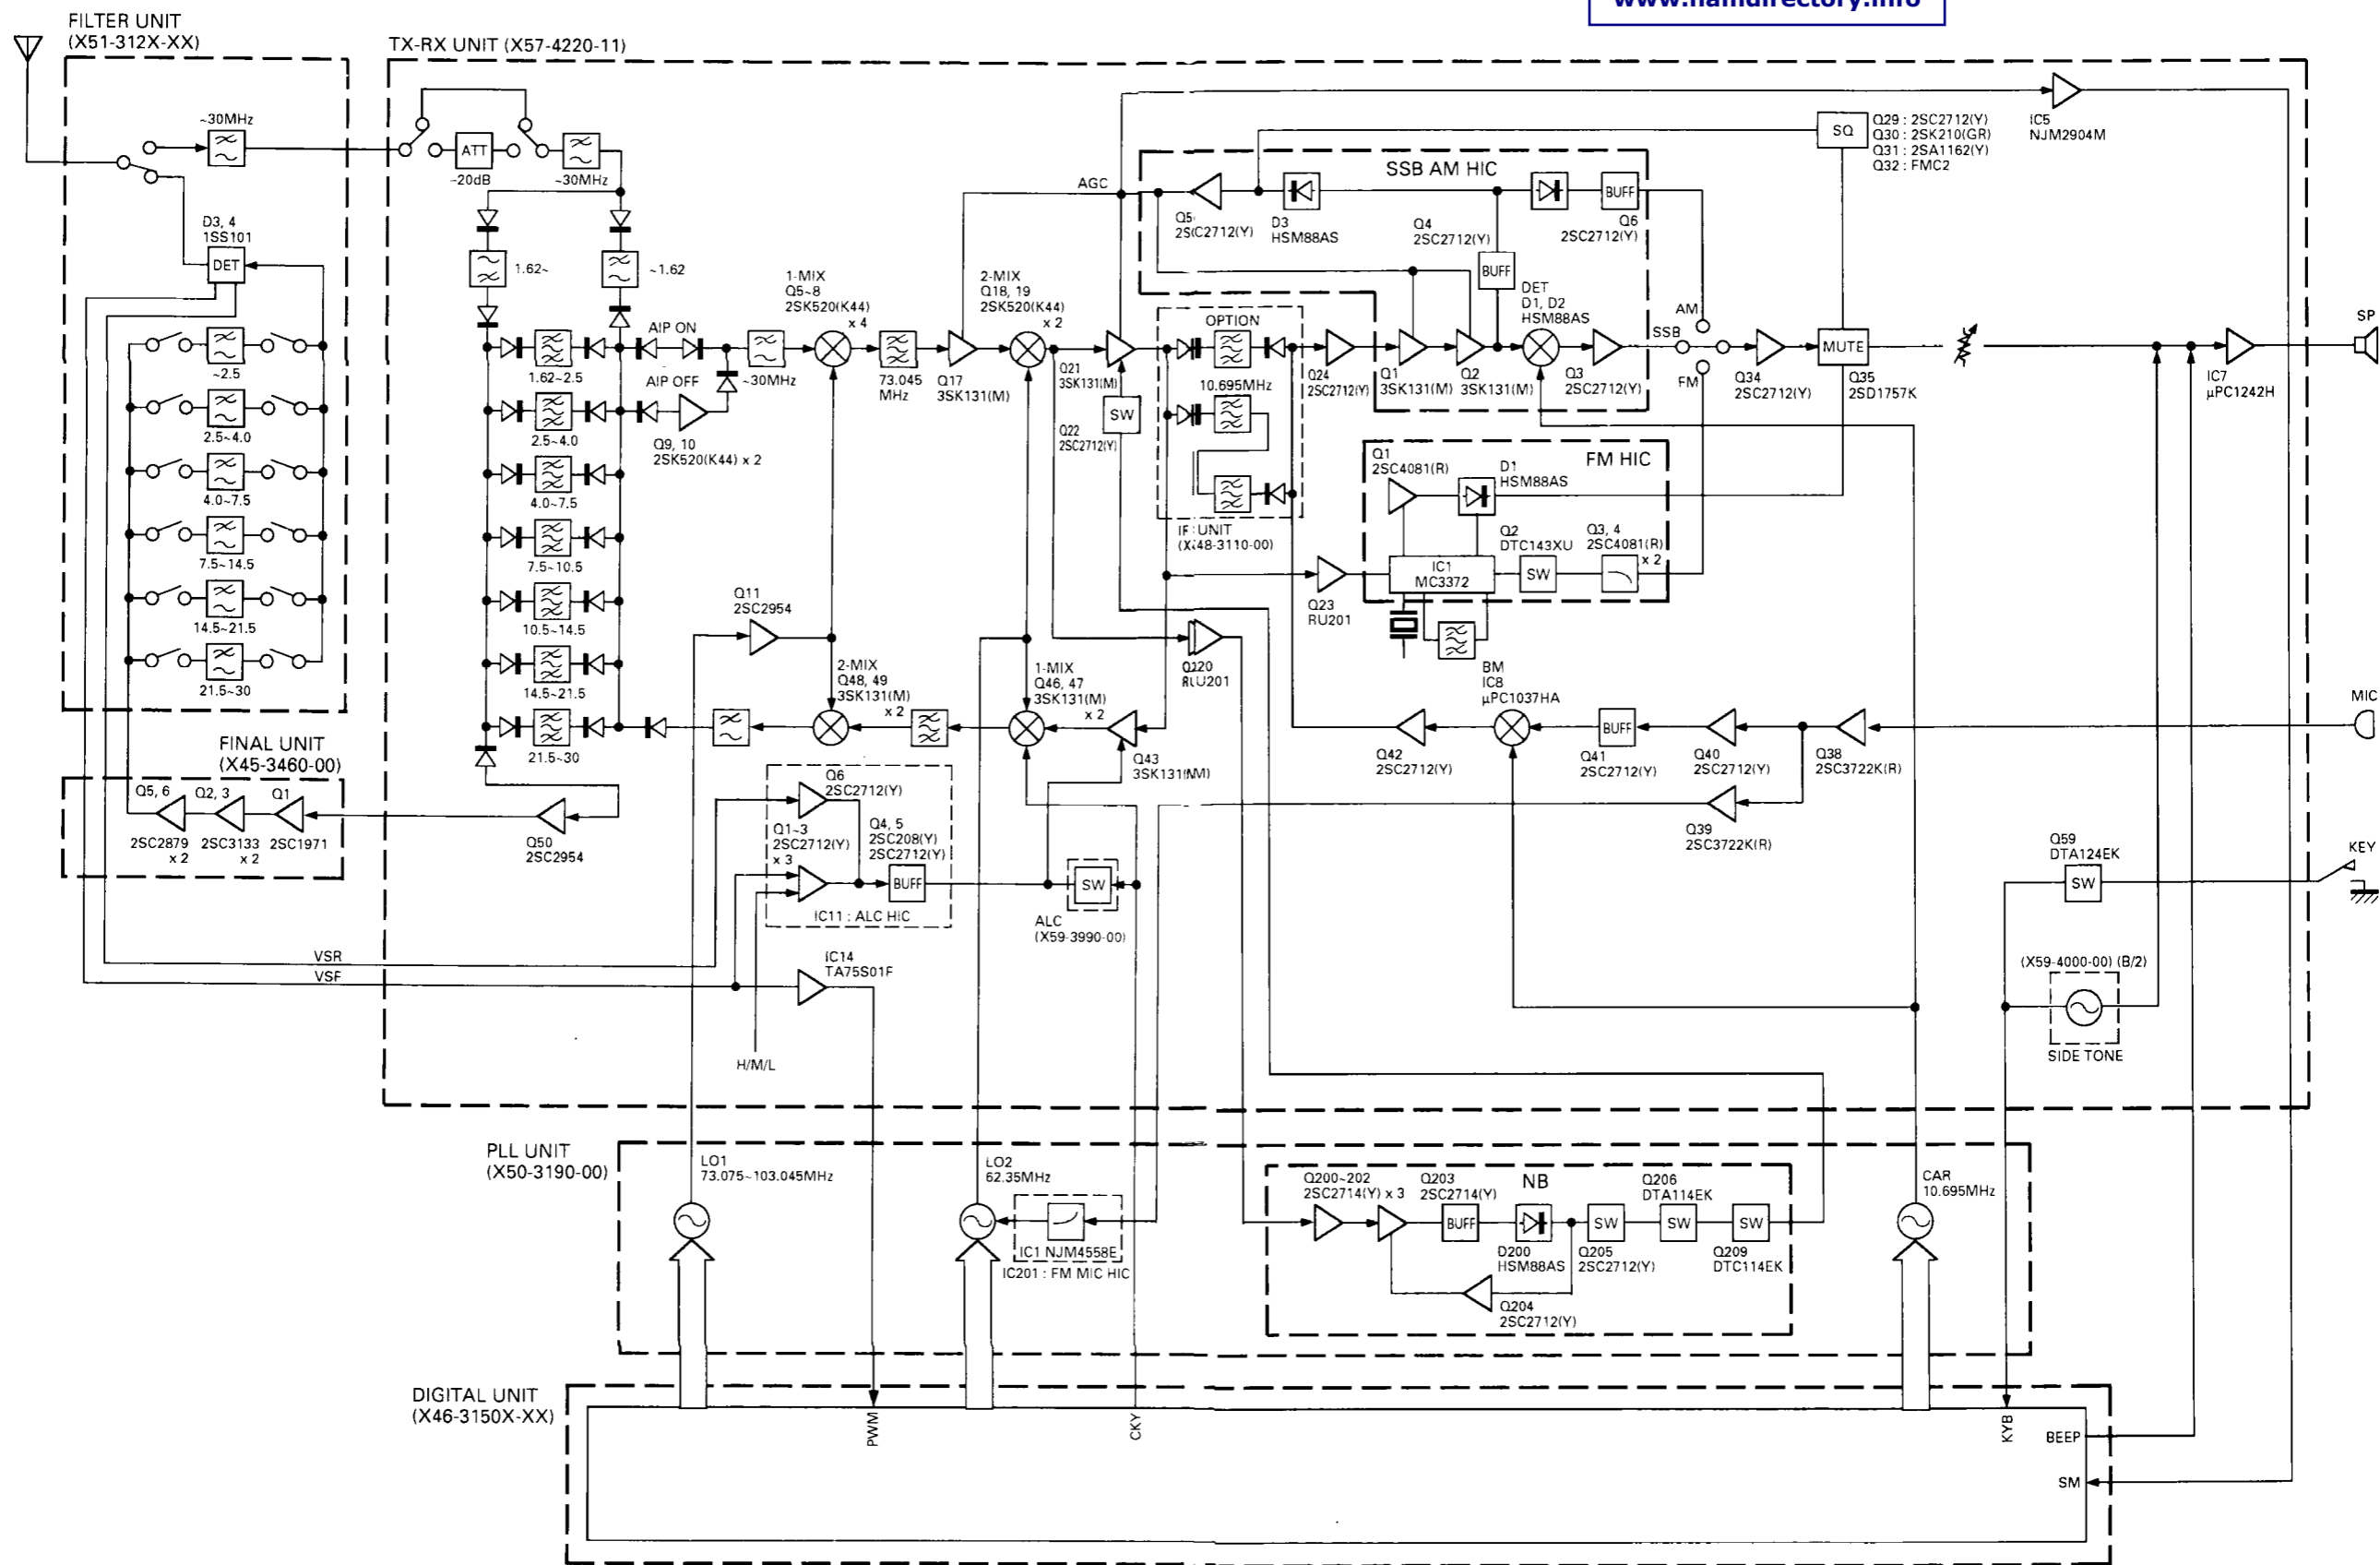 www.hamdirectory.info
FILTER UNIT
(X51-312X-XX)
TX-RX UNIT (X57-4220-11)
~30MHz
ATT
~20dB
~30MHz
D3, 4
1SS101
DET
~2.5
2.5~4.0
4.0~7.5
7.5~14.5
14.5~21.5
21.5~30
FINAL UNIT
(X45-3460-00)
Q5, 6
Q2, 3
Q1
2SC2879
x 2
2SC3133
x 2
2SC1971
1.62~
~1.62
1.62~2.5
2.5~4.0
4.0~7.5
7.5~10.5
10.5~14.5
14.5~21.5
21.5~30
AIP ON
AIP OFF
Q9, 10
2SK520(K44) x 2
~30MHz
1-MIX
Q5~8
2SK520(K44)
x 4
73.045
MHz
Q17
3SK131(M)
2-MIX
Q18, 19
2SK520(K44)
x 2
AGC
Q21
3SK131(M)
SW
Q22
2SC2712(Y)
SSB AM HIC
Q5
2S(C2712(Y)
D3
HSM88AS
Q4
2SC2712(Y)
BUFF
BUFF
Q6
2SC2712(Y)
DET
D1, D2
HSM88AS
OPTION
10.695MHz
IF UNIT
(X48-3110-00)
Q24
2SC2712(Y)
Q1
3SK131(M)
Q2
3SK131(M)
Q3
2SC2712(Y)
SSB
AM
FM
Q34
2SC2712(Y)
SQ
Q29 : 2SC2712(Y)
Q30 : 2SK210(GR)
Q31 : 2SA1162(Y)
Q32 : FMC2
MUTE
Q35
2SD1757K
IC5
NJM2904M
IC7
μPC1242H
SP
FM HIC
Q1
2SC4081(R)
D1
HSM88AS
IC1
MC3372
Q2
DTC143XU
SW
Q3, 4
2SC4081(R)
x 2
Q23
RU201
Q11
2SC2954
2-MIX
Q48, 49
3SK131(M)
x 2
1-MIX
Q46, 47
3SK131(M)
x 2
Q120
RLU201
Q43
3SK131(NM)
BM
IC8
μPC1037HA
Q42
2SC2712(Y)
BUFF
Q41
2SC2712(Y)
Q40
2SC2712(Y)
Q38
2SC3722K(R)
MIC
Q39
2SC3722K(R)
Q50
2SC2954
Q6
2SC2712(Y)
Q1~3
2SC2712(Y)
x 3
Q4, 5
2SC208(Y)
2SC2712(Y)
BUFF
IC11 : ALC HIC
SW
ALC
(X59-3990-00)
Q59
DTA124EK
SW
KEY
VSR
VSF
IC14
TA75S01F
H/M/L
(X59-4000-00) (B/2)
SIDE TONE
PLL UNIT
(X50-3190-00)
LO1
73.075~103.045MHz
LO2
62.35MHz
IC1 NJM4558E
IC201 : FM MIC HIC
Q200~202
2SC2714(Y) x 3
Q203
2SC2714(Y)
NB
Q206
DTA114EK
BUFF
SW
SW
SW
D200
HSM88AS
Q205
2SC2712(Y)
Q209
DTC114EK
Q204
2SC2712(Y)
CAR
10.695MHz
DIGITAL UNIT
(X46-3150X-XX)
PWM
CKY
KYB
BEEP
SM